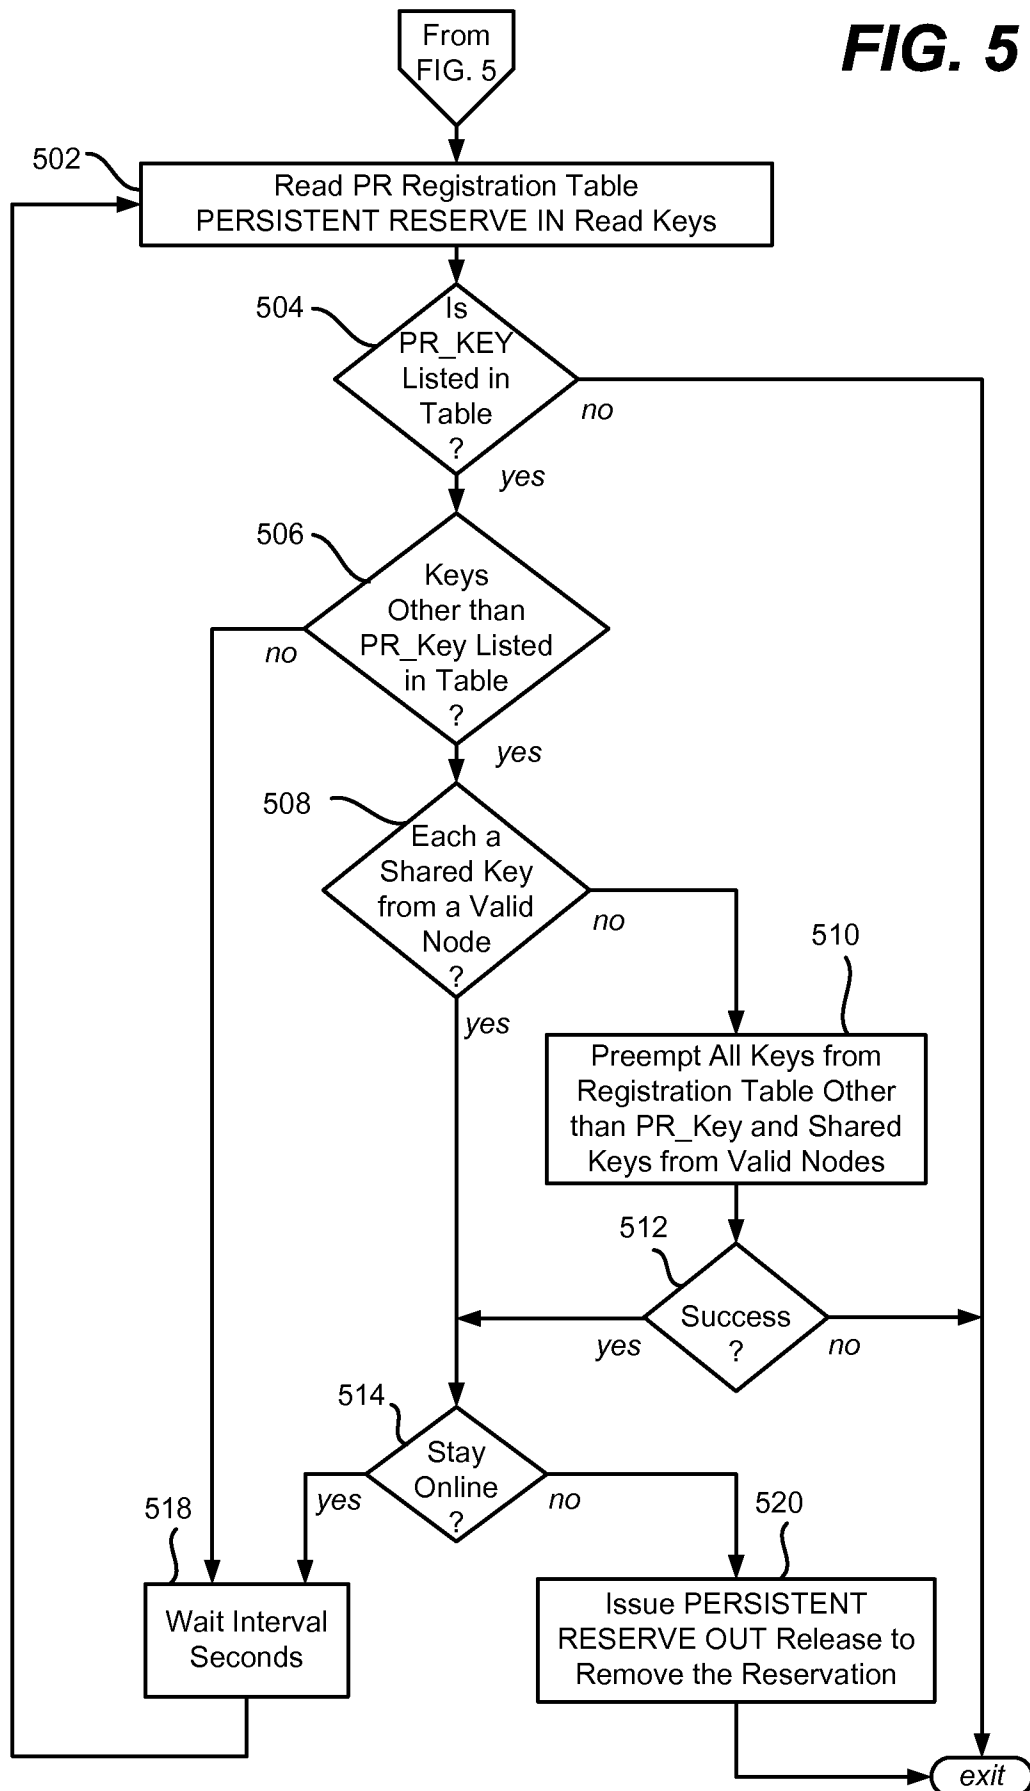 From
FIG. 5
FIG. 5
502
Read PR Registration Table
PERSISTENT RESERVE IN Read Keys
504
Is
PR_KEY
Listed in
Table
?
no
yes
506
Keys
Other than
PR_Key Listed
in Table
?
no
yes
508
Each a
Shared Key
from a Valid
Node
?
no
yes
510
Preempt All Keys from
Registration Table Other
than PR_Key and Shared
Keys from Valid Nodes
512
Success
?
yes
no
514
Stay
Online
?
yes
no
518
Wait Interval
Seconds
520
Issue PERSISTENT
RESERVE OUT Release to
Remove the Reservation
exit